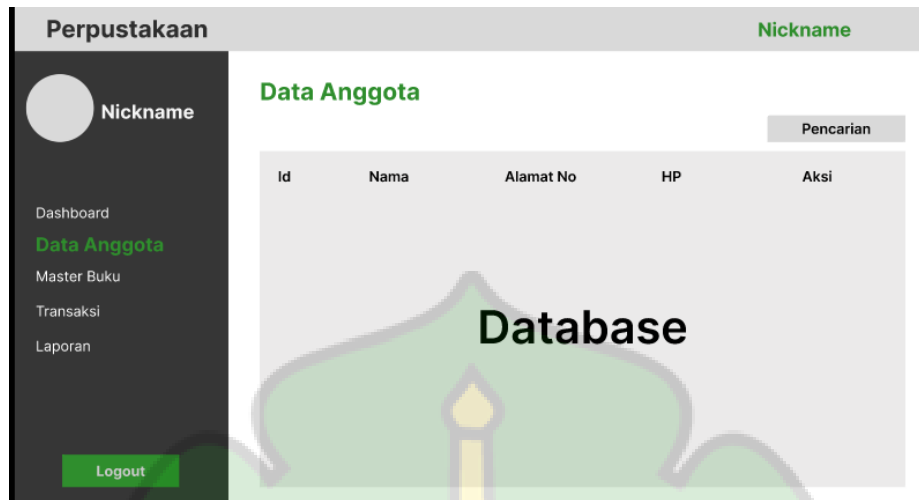 Perpustakaan
Nickname
Nickname
Dashboard
Data Anggota
Master Buku
Transaksi
Laporan
Logout
Data Anggota
Pencarian
Id Nama Alamat No HP Aksi
Database